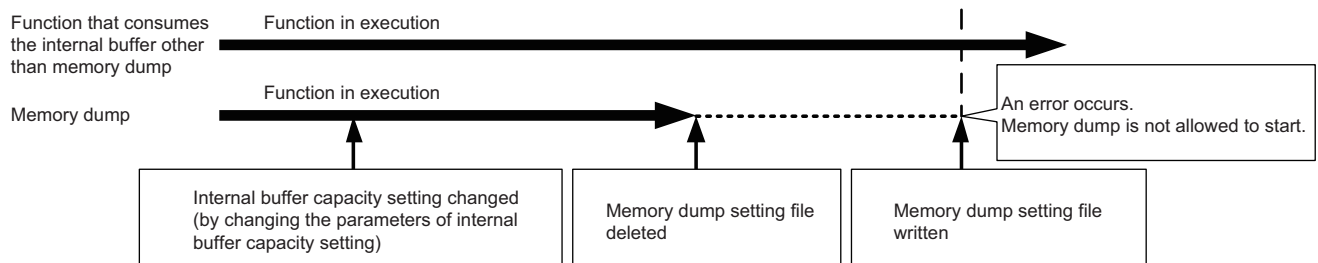 Function that consumes
the internal buffer other
than memory dump
Function in execution
Memory dump
Function in execution
An error occurs.
Memory dump is not allowed to start.
Internal buffer capacity setting changed
(by changing the parameters of internal
buffer capacity setting)
Memory dump setting file
deleted
Memory dump setting file
written